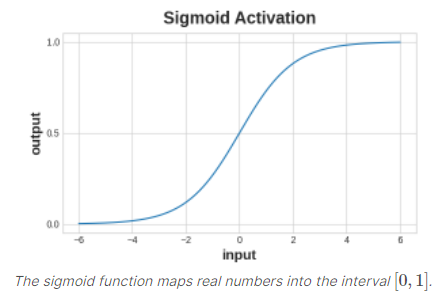 Sigmoid Activation
1.0
0.5
0.0
output
-6 -4 -2 0 2 4 6
input
The sigmoid function maps real numbers into the interval [0, 1].